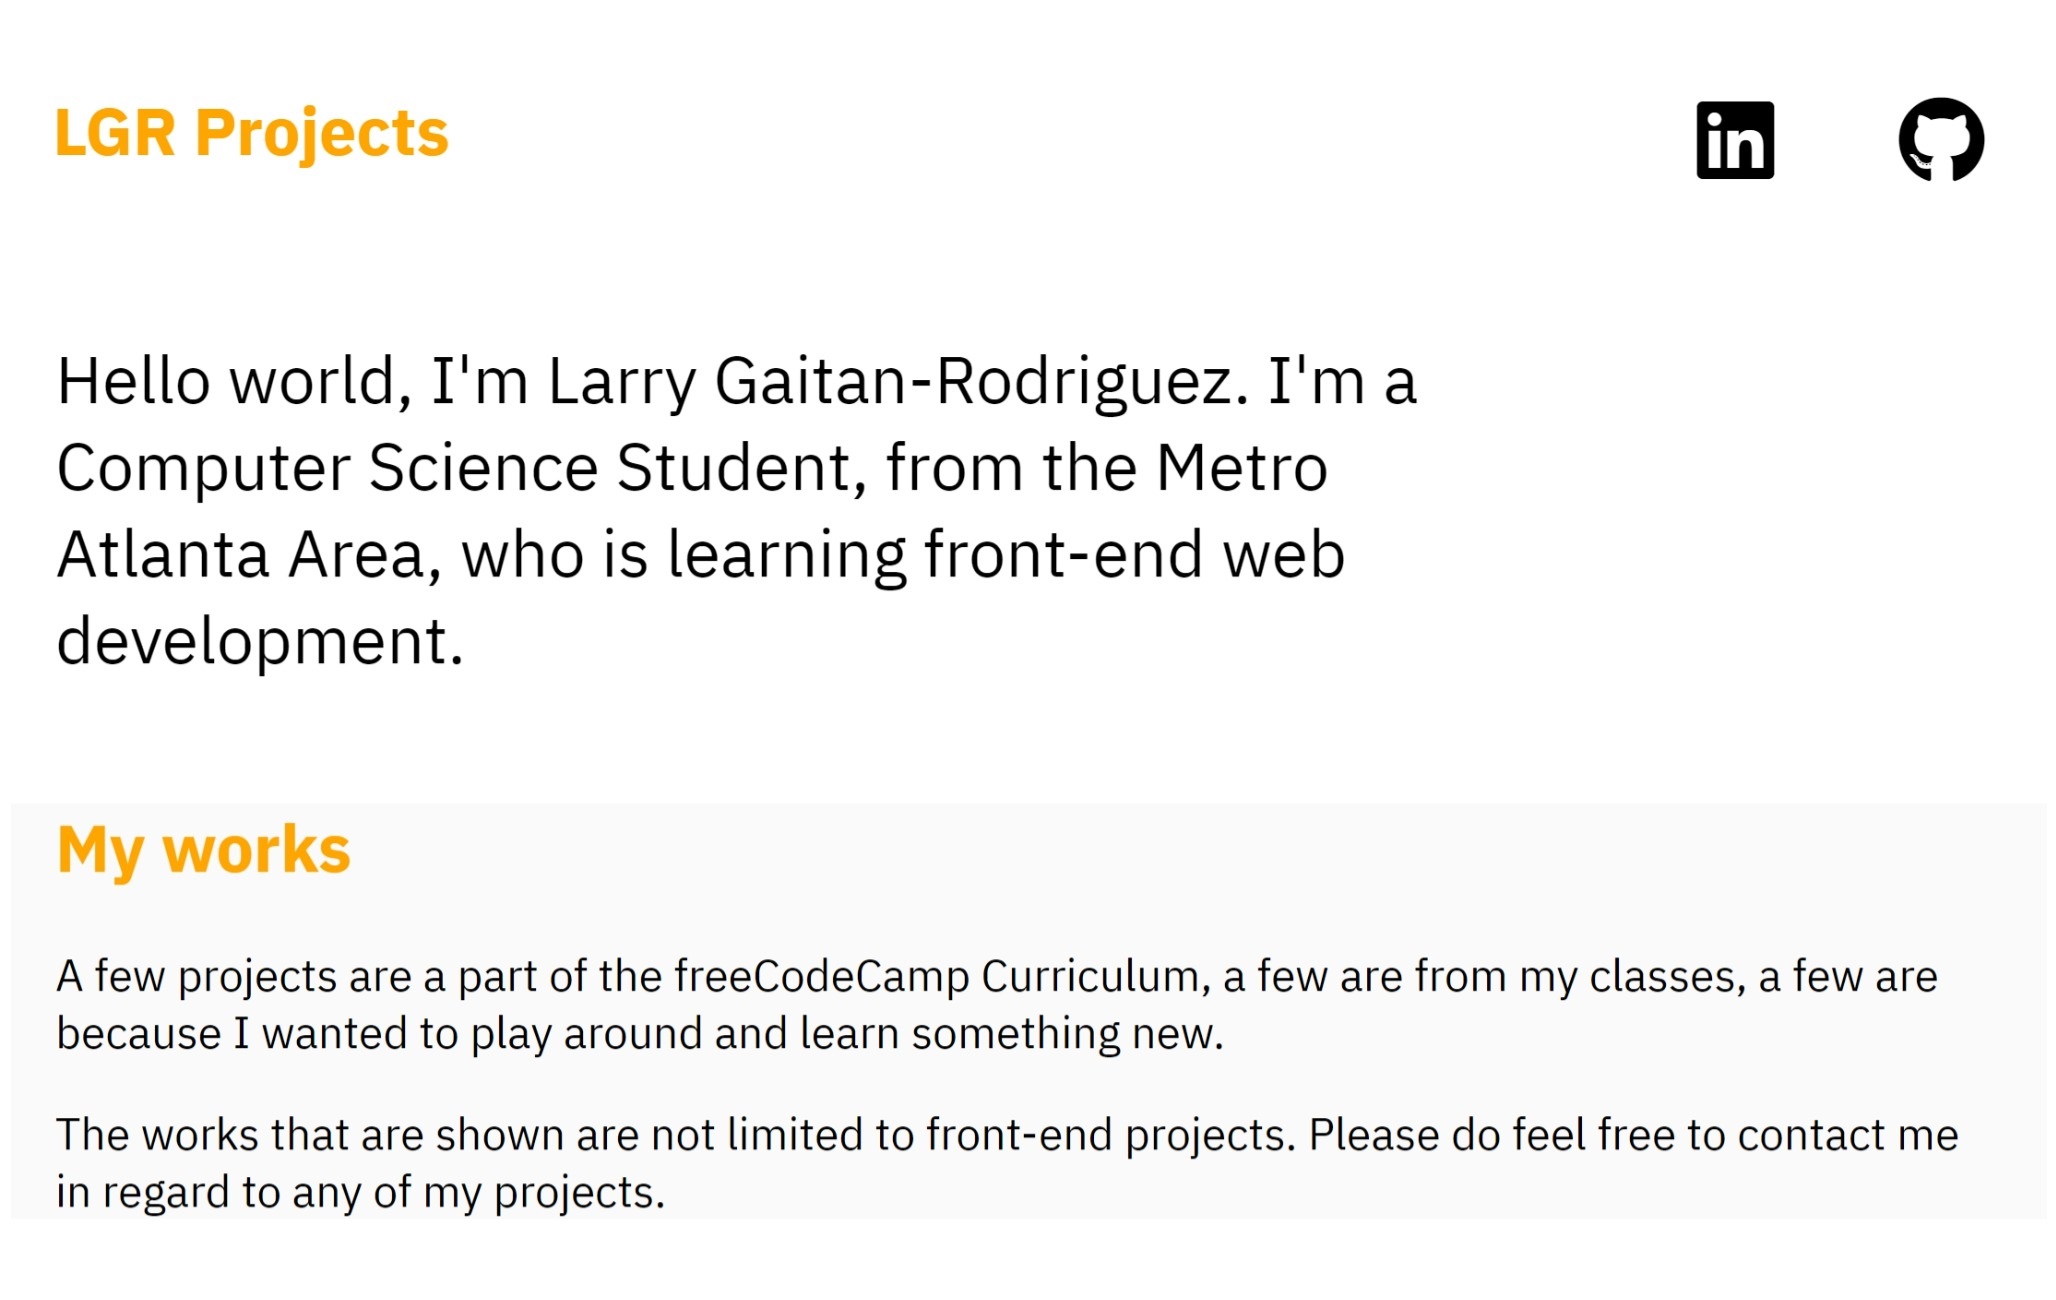 LGR Projects
in
Hello world, I'm Larry Gaitan-Rodriguez. I'm a
Computer Science Student, from the Metro
Atlanta Area, who is learning front-end web
development.
My works
A few projects are a part of the freeCodeCamp Curriculum, a few are from my classes, a few are
because I wanted to play around and learn something new.
The works that are shown are not limited to front-end projects. Please do feel free to contact me
in regard to any of my projects.